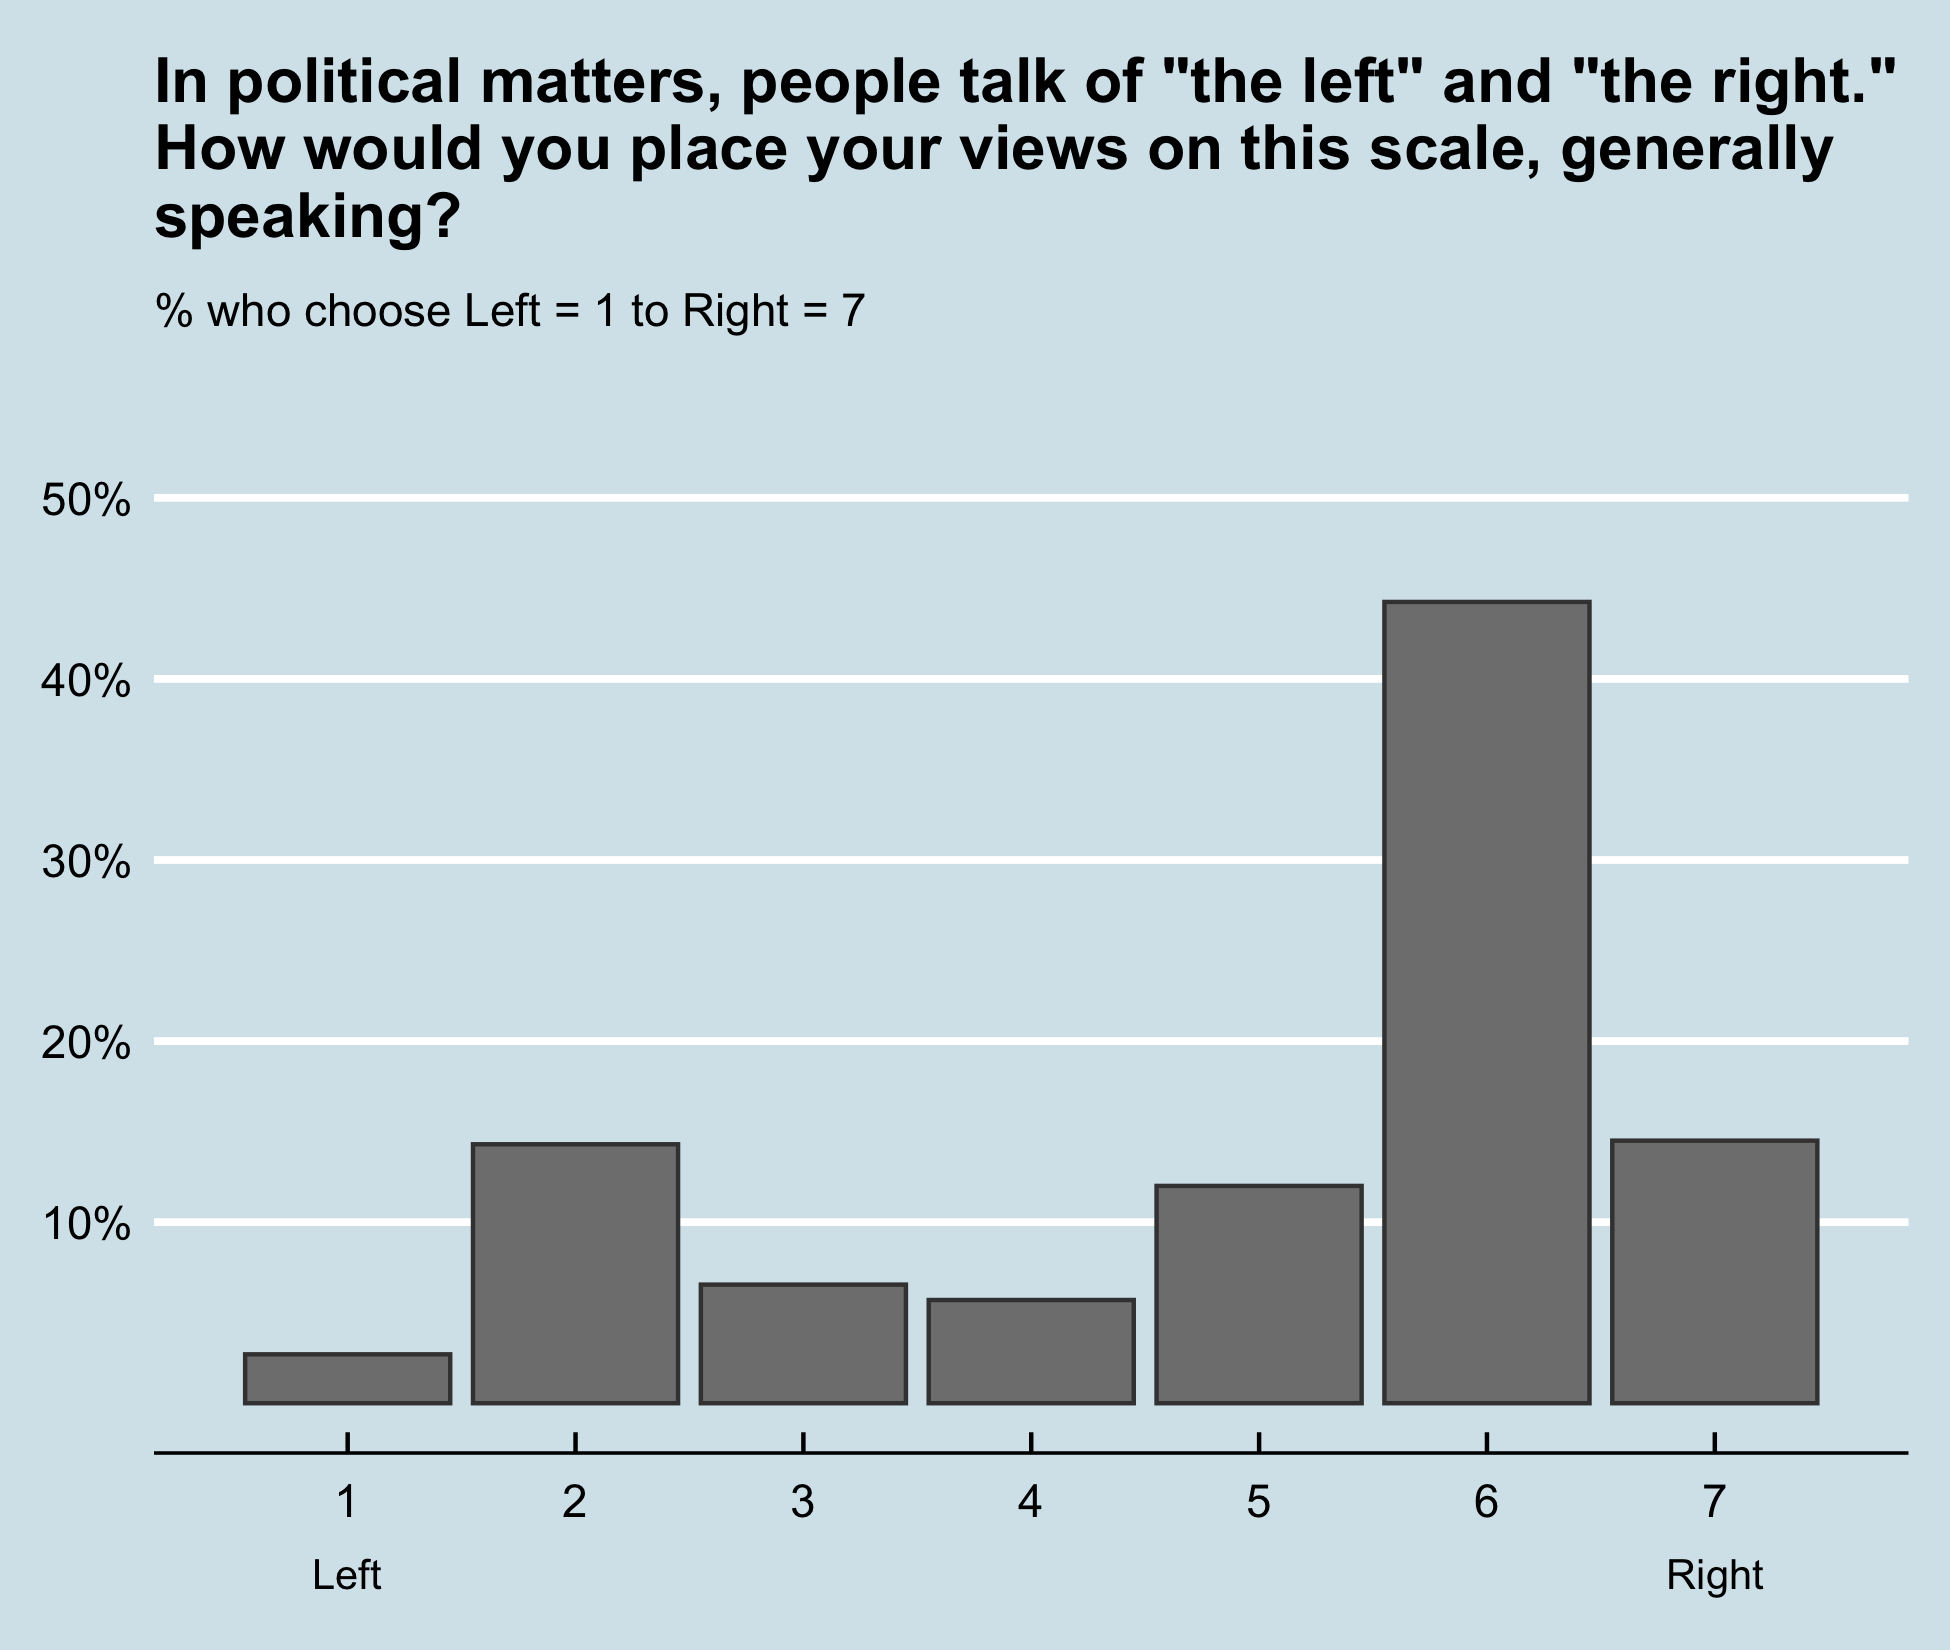 In political matters, people talk of "the left" and "the right."
How would you place your views on this scale, generally
speaking?
% who choose Left = 1 to Right = 7
50%
40%
30%
20%
10%
1 2 3 4 5 6 7
Left Right